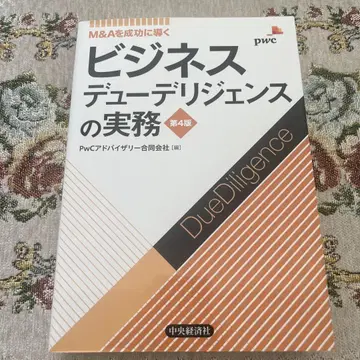 M&Aを成功に導く
pwc
ビジネス
デューデリジェンス
の実務 第4版
PwCアドバイザリー合同会社[編]
DueDiligence
中央経済社